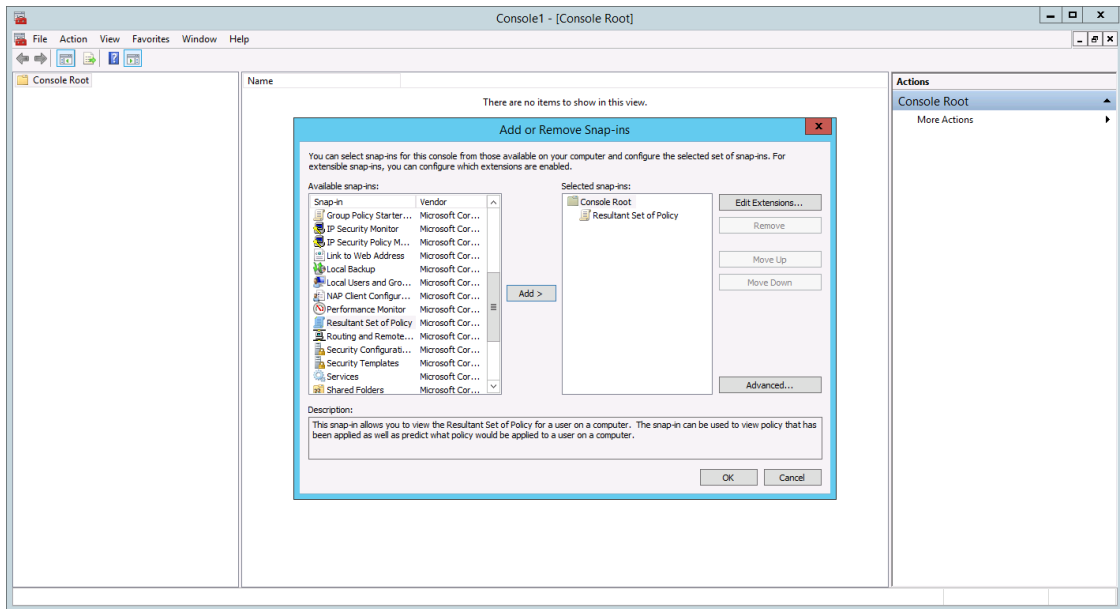 Console1 - [Console Root]
File Action View Favorites Window Help
Console Root
Name
There are no items to show in this view.
Actions
Console Root
More Actions
Add or Remove Snap-ins
You can select snap-ins for this console from those available on your computer and configure the selected set of snap-ins. For
extensible snap-ins, you can configure which extensions are enabled.
Available snap-ins:
Snap-in Vendor
Group Policy Starter... Microsoft Cor...
IP Security Monitor Microsoft Cor...
IP Security Policy M... Microsoft Cor...
Link to Web Address Microsoft Cor...
Local Backup Microsoft Cor...
Local Users and Gro... Microsoft Cor...
NAP Client Configur... Microsoft Cor...
Performance Monitor Microsoft Cor...
Resultant Set of Policy Microsoft Cor...
Routing and Remote... Microsoft Cor...
Security Configurati... Microsoft Cor...
Security Templates Microsoft Cor...
Services Microsoft Cor...
Shared Folders Microsoft Cor...
Add >
Selected snap-ins:
Console Root
Resultant Set of Policy
Edit Extensions...
Remove
Move Up
Move Down
Advanced...
Description:
This snap-in allows you to view the Resultant Set of Policy for a user on a computer. The snap-in can be used to view policy that has
been applied as well as predict what policy would be applied to a user on a computer.
OK Cancel